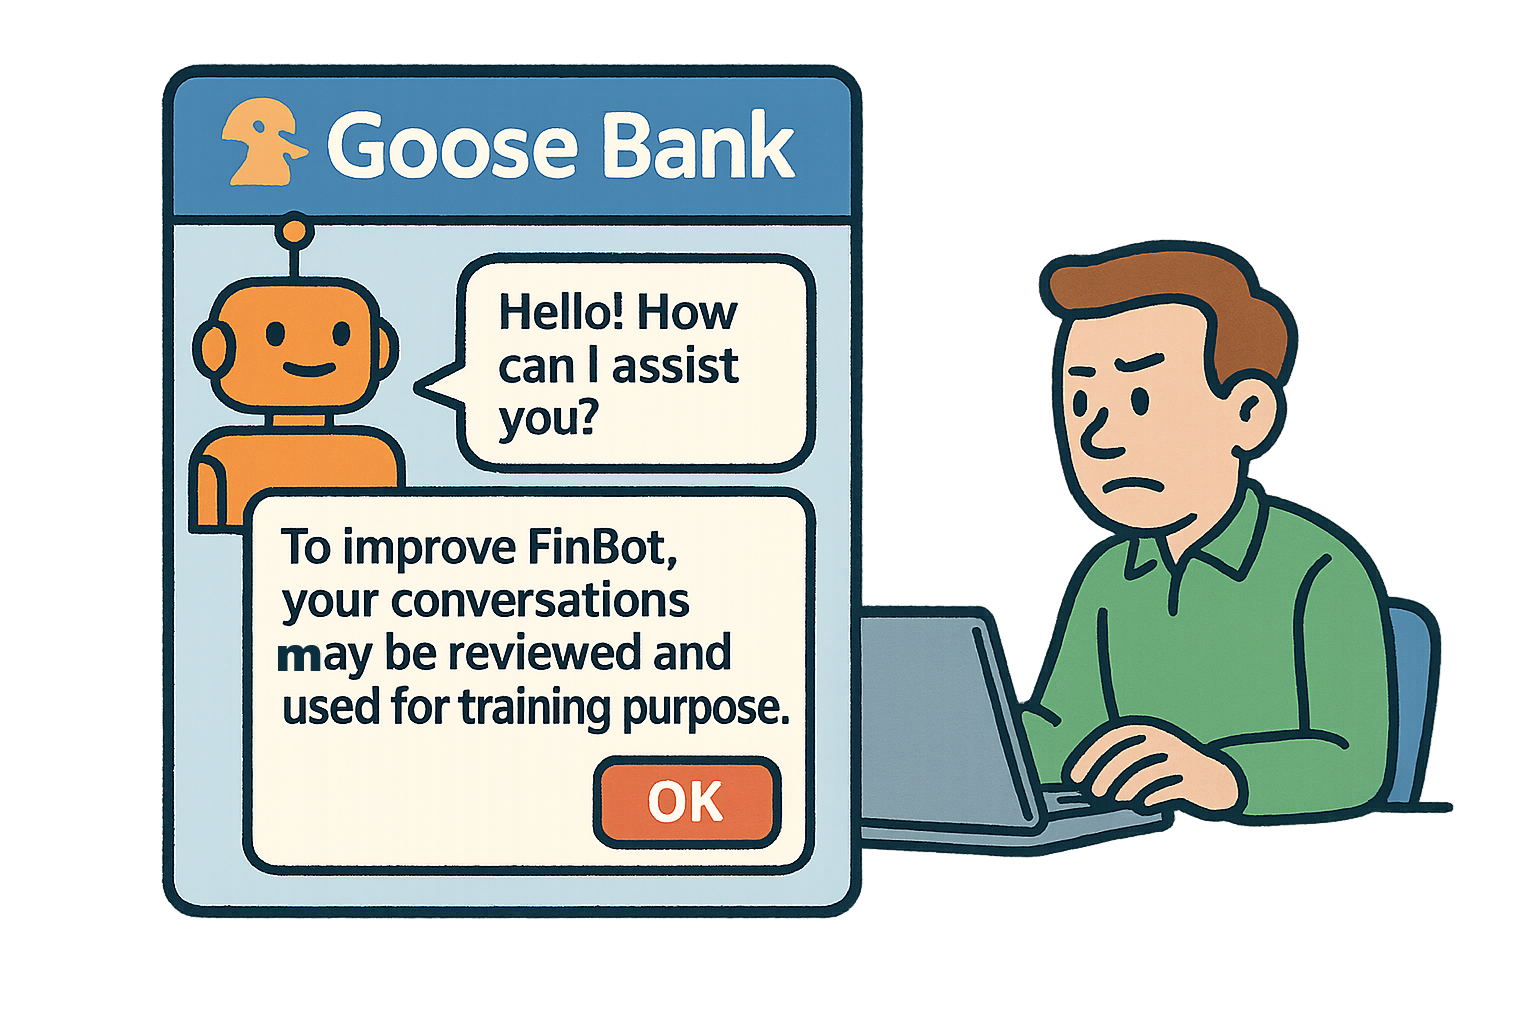 Goose Bank
Hello! How
can I assist
you?
To improve FinBot,
your conversations
may be reviewed and
used for training purpose.
OK